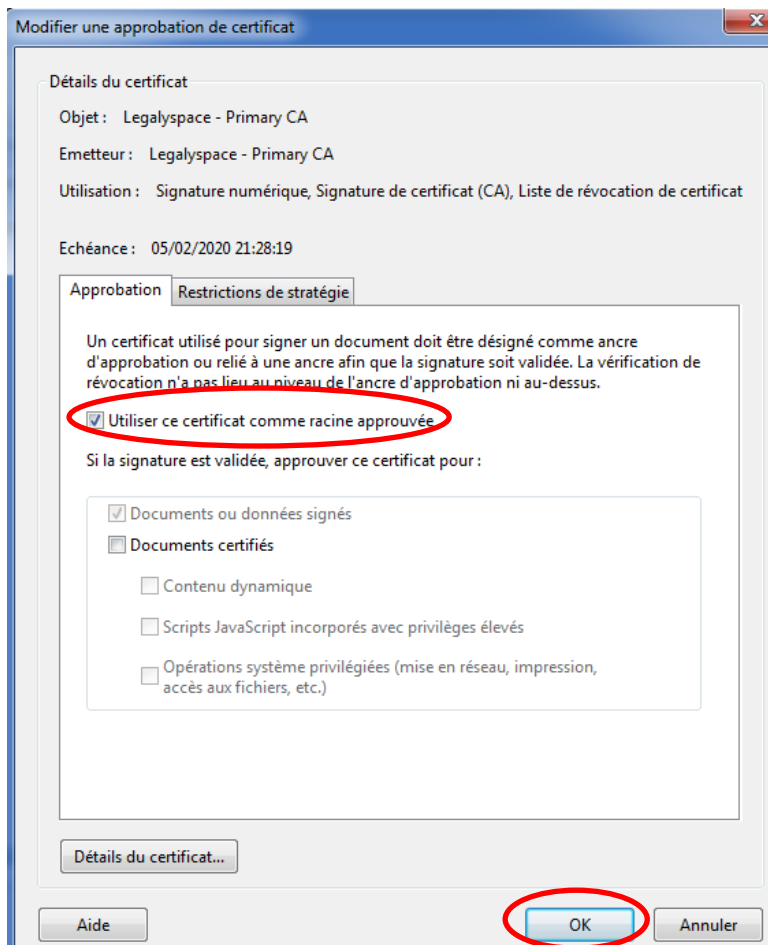 Modifier une approbation de certificat
Détails du certificat
Objet : Legalyspace - Primary CA
Emetteur : Legalyspace - Primary CA
Utilisation : Signature numérique, Signature de certificat (CA), Liste de révocation de certificat
Echéance : 05/02/2020 21:28:19
Approbation
Restrictions de stratégie
Un certificat utilisé pour signer un document doit être désigné comme ancre
d'approbation ou relié à une ancre afin que la signature soit validée. La vérification de
révocation n'a pas lieu au niveau de l'ancre d'approbation ni au-dessus.
Utiliser ce certificat comme racine approuvée
Si la signature est validée, approuver ce certificat pour :
Documents ou données signés
Documents certifiés
Contenu dynamique
Scripts JavaScript incorporés avec privilèges élevés
Opérations système privilégiées (mise en réseau, impression,
accès aux fichiers, etc.)
Détails du certificat...
Aide
OK
Annuler